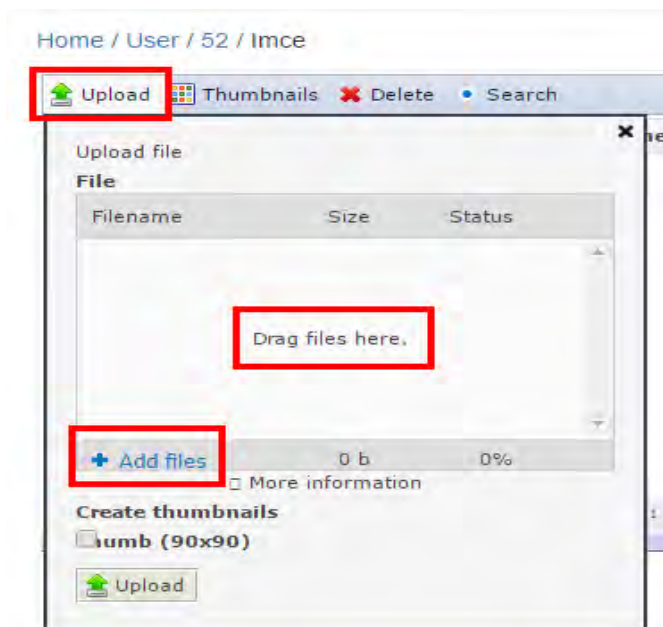 Home / User / 52 / Imce
Upload Thumbnails Delete Search
Upload file
File
Filename Size Status
Drag files here.
Add files 0 b 0%
More information
Create thumbnails
humb (90x90)
Upload